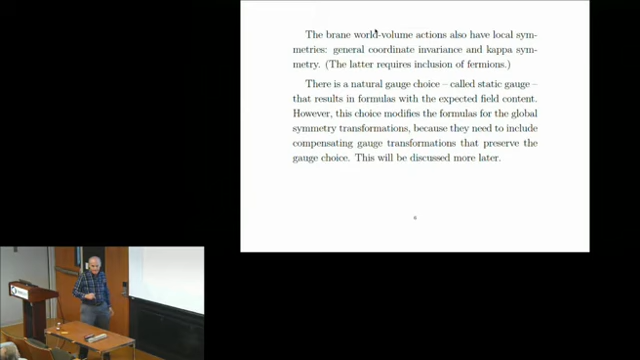 The brane world-volume actions also have local sym-
metries: general coordinate invariance and kappa sym-
metry. (The latter requires inclusion of fermions.)
There is a natural gauge choice – called static gauge –
that results in formulas with the expected field content.
However, this choice modifies the formulas for the global
symmetry transformations, because they need to include
compensating gauge transformations that preserve the
gauge choice. This will be discussed more later.